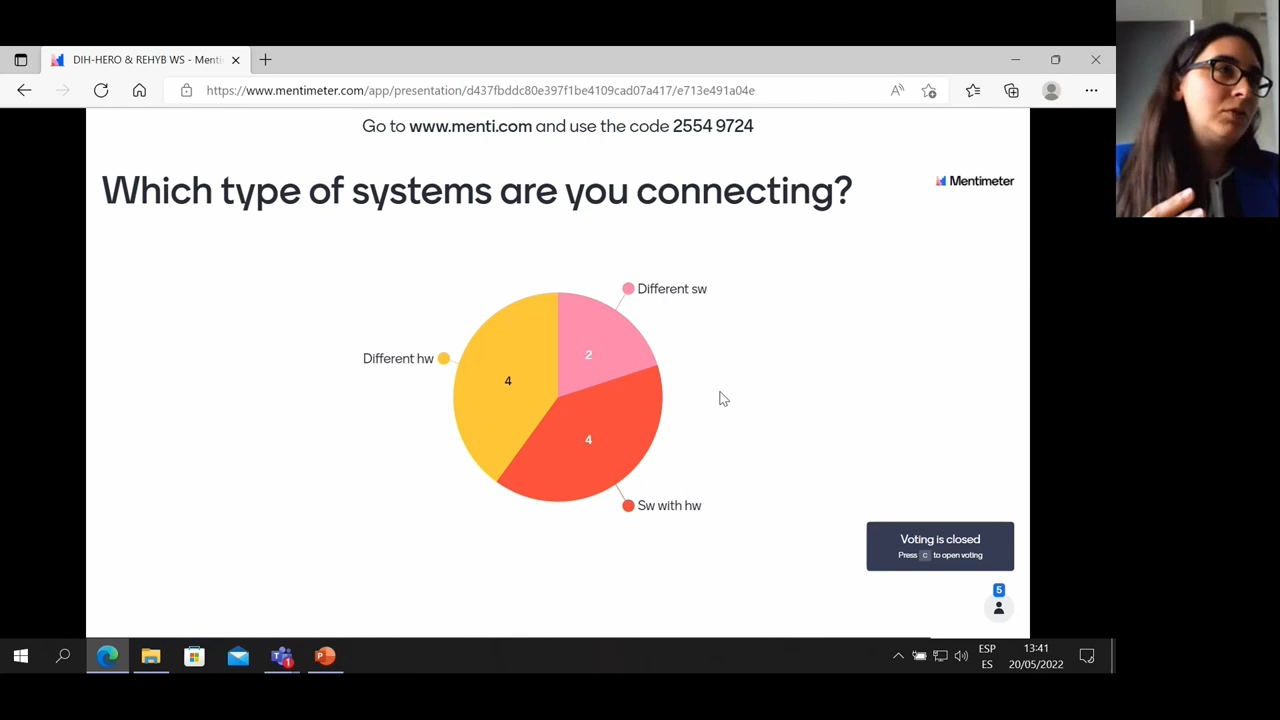 DIH-HERO & REHYB WS - Menti
https://www.mentimeter.com/app/presentation/d437fbddc80e397f1be4109cad07a417/e713e491a04e
Go to www.menti.com and use the code 2554 9724
Which type of systems are you connecting?
Mentimeter
Different sw
2
Different hw
4
4
Sw with hw
Voting is closed
Press C to open voting
5
1
ESP
ES
13:41
20/05/2022